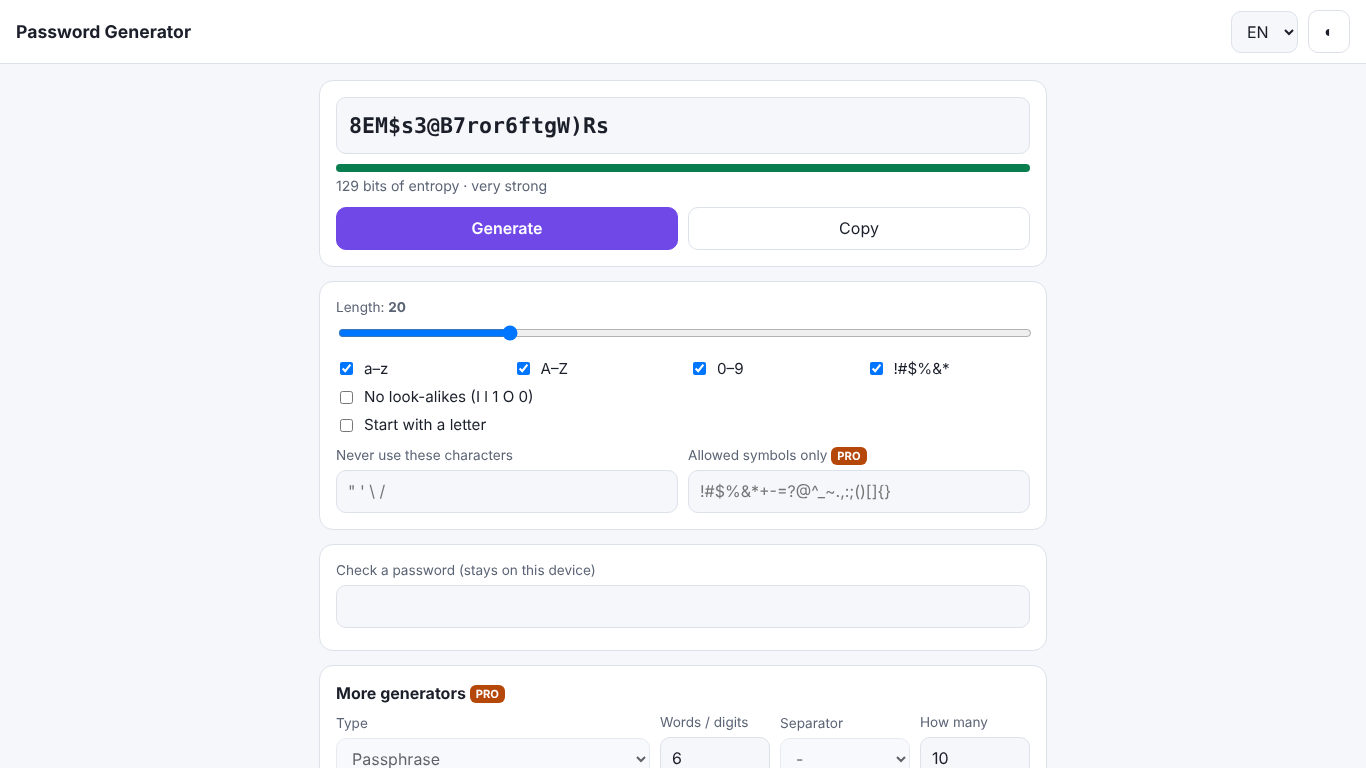 Password Generator
EN
8EM$s3@B7ror6ftgW)Rs
129 bits of entropy · very strong
Generate Copy
Length: 20
a–z A–Z 0–9 !#$%&*
No look-alikes (I l 1 O 0)
Start with a letter
Never use these characters Allowed symbols only PRO
" ' \ / !#$%&*+-=?@^_~.,:;()[]{}
Check a password (stays on this device)
More generators PRO
Type Words / digits Separator How many
Passphrase 6 - 10